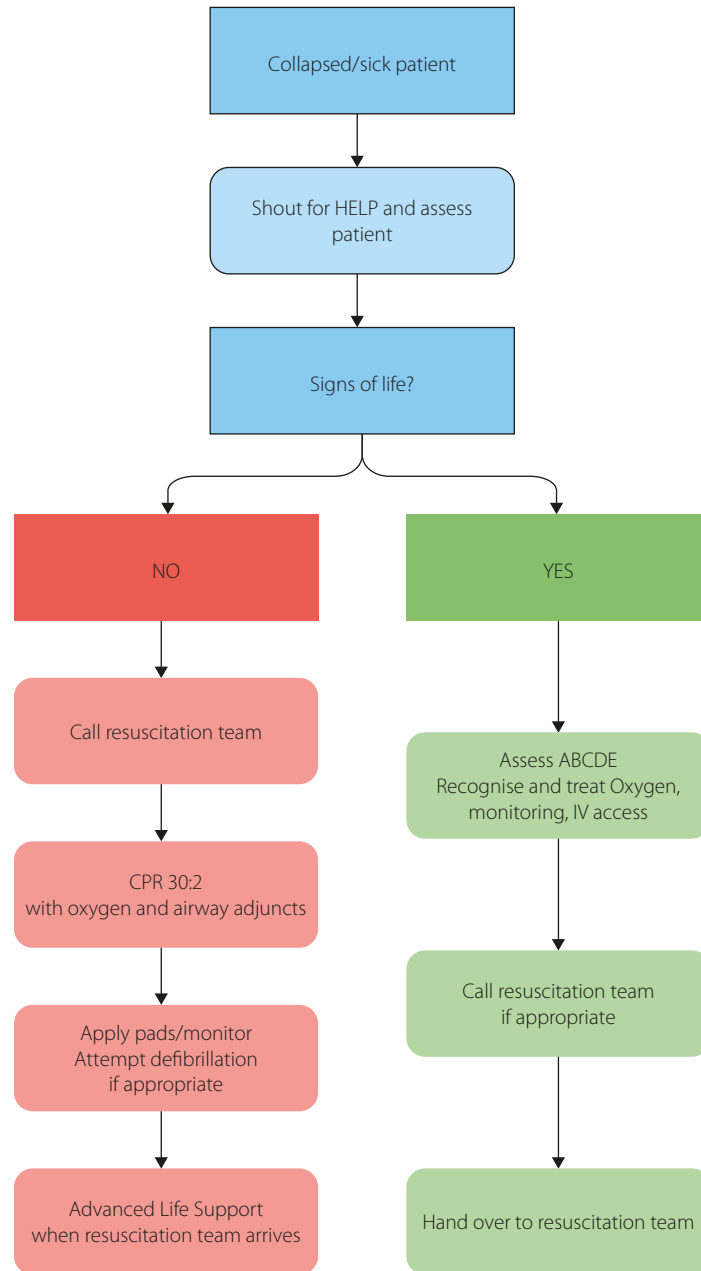 Collapsed/sick patient
Shout for HELP and assess
patient
Signs of life?
NO
Call resuscitation team
CPR 30:2
with oxygen and airway adjuncts
Apply pads/monitor
Attempt defibrillation
if appropriate
Advanced Life Support
when resuscitation team arrives
YES
Assess ABCDE
Recognise and treat Oxygen,
monitoring, IV access
Call resuscitation team
if appropriate
Hand over to resuscitation team